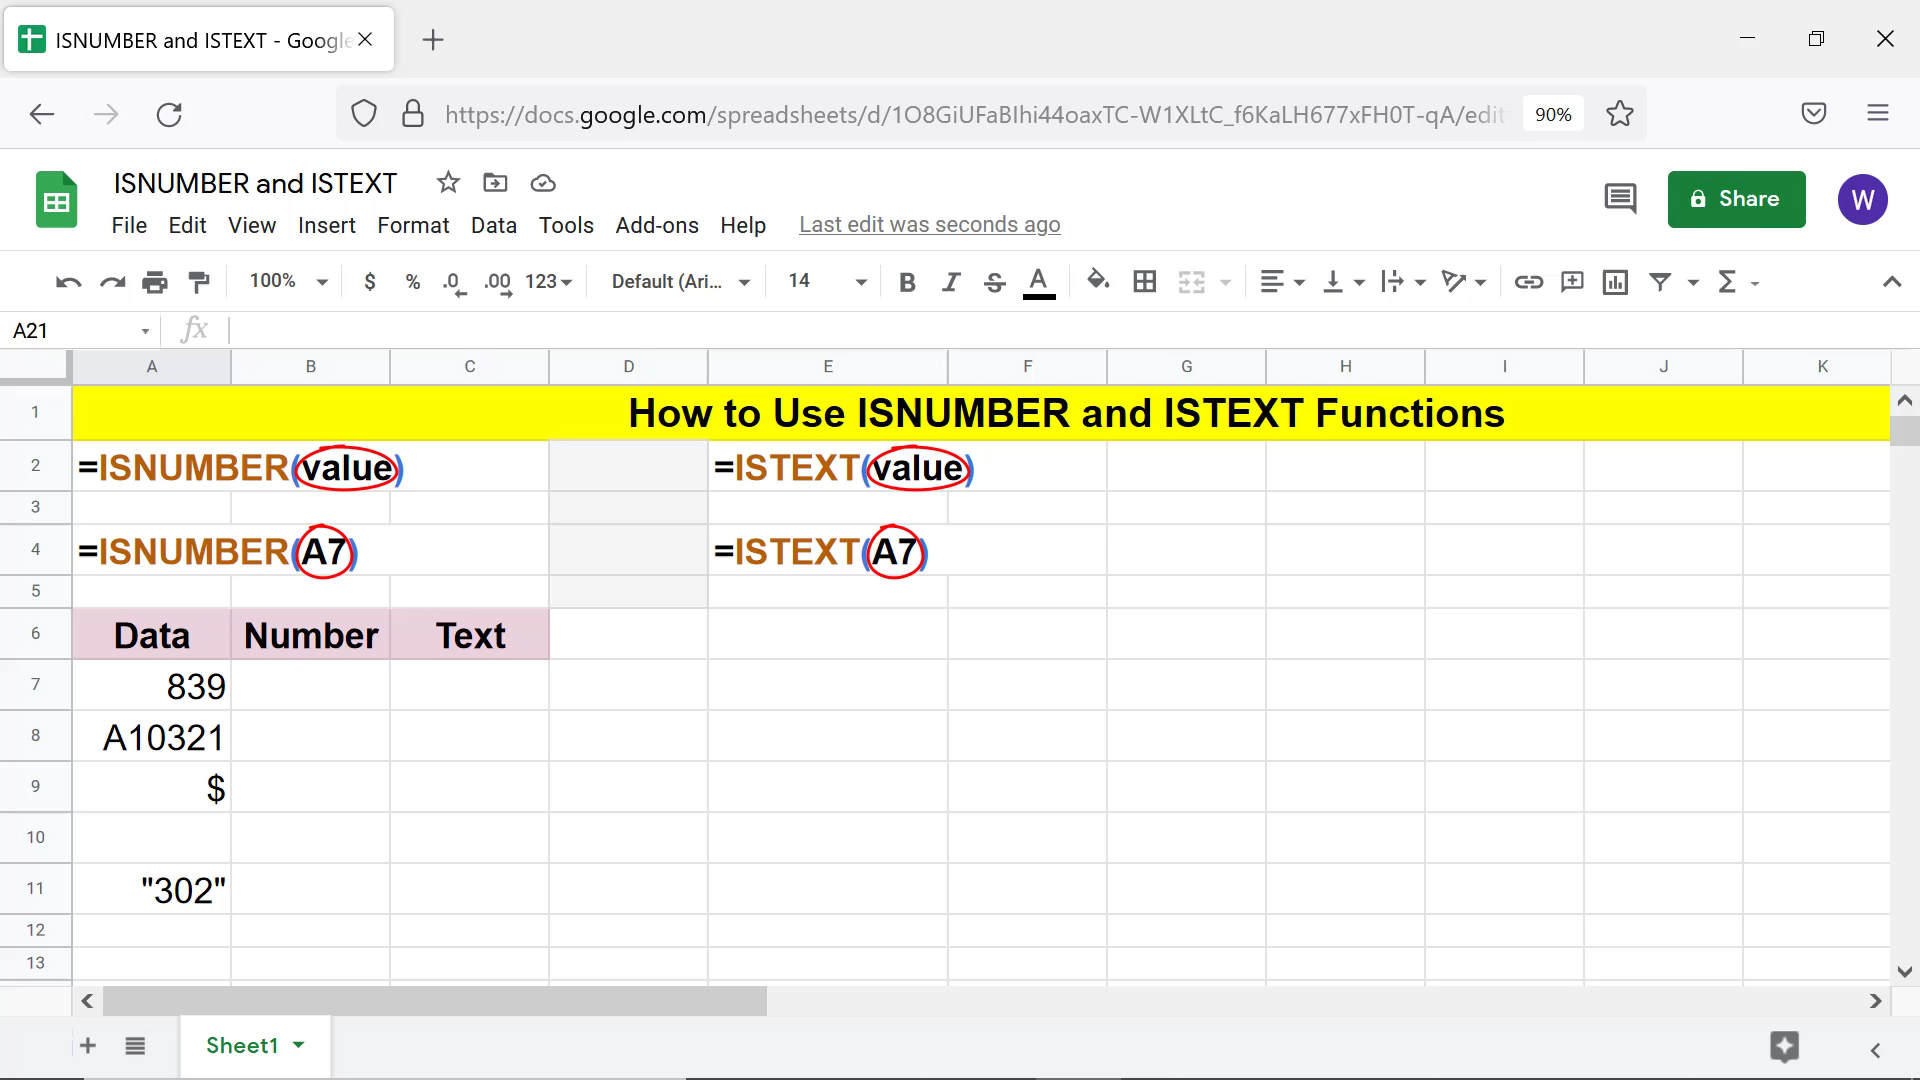 ISNUMBER and ISTEXT - Google
https://docs.google.com/spreadsheets/d/1O8GiUFaBIhi44oaxTC-W1XLtC_f6KaLH677xFH0T-qA/edit
90%
ISNUMBER and ISTEXT
Share
W
File Edit View Insert Format Data Tools Add-ons Help Last edit was seconds ago
100% $ % .0 .00 123 Default (Ari... 14 B I S A Σ
A21 fx
A B C D E F G H I J K
1 How to Use ISNUMBER and ISTEXT Functions
2 =ISNUMBER(value) =ISTEXT(value)
3
4 =ISNUMBER(A7) =ISTEXT(A7)
5
6 Data Number Text
7 839
8 A10321
9 $
10
11 "302"
12
13
Sheet1